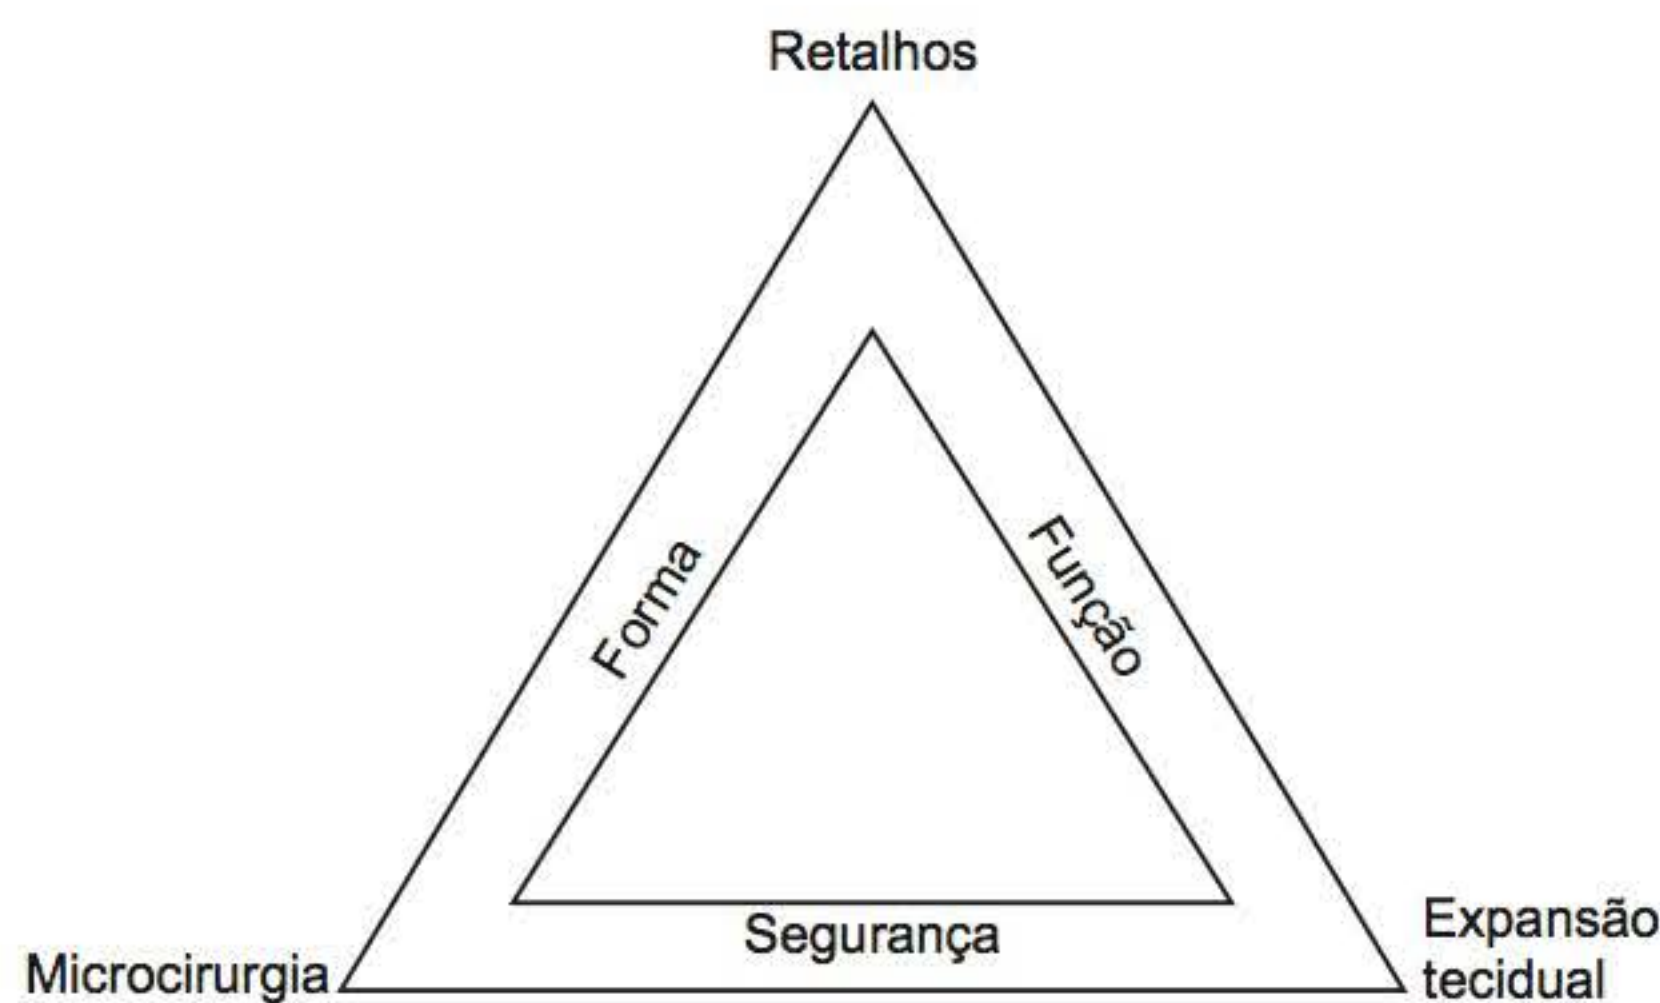 Retalhos
Forma
Função
Segurança
Microcirurgia
Expansão
tecidual